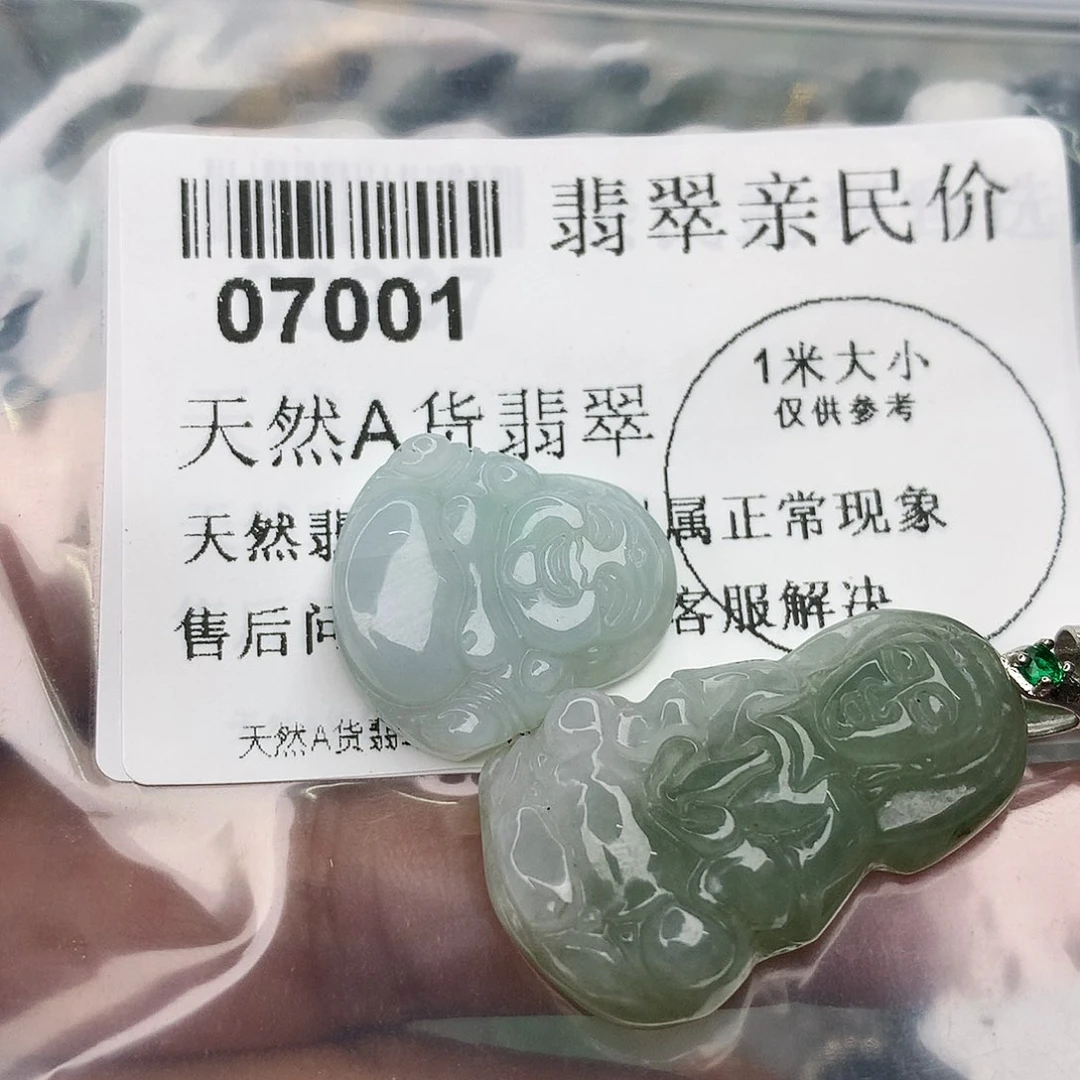 翡翠亲民价
07001
1米大小
仅供参考
天然A货翡翠
天然翡 属正常现象
售后问 客服解决
天然A货翡